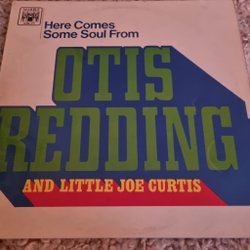 Here Comes
Some Soul From
OTIS
REDDING
AND LITTLE JOE CURTIS